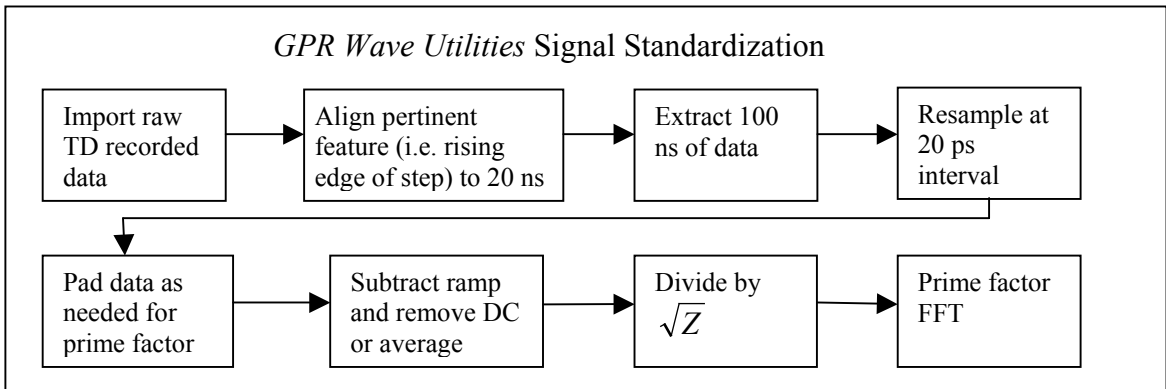 GPR Wave Utilities Signal Standardization
Import raw
TD recorded
data
Align pertinent
feature (i.e. rising
edge of step) to 20 ns
Extract 100
ns of data
Resample at
20 ps
interval
Pad data as
needed for
prime factor
Subtract ramp
and remove DC
or average
Divide by
√Z
Prime factor
FFT